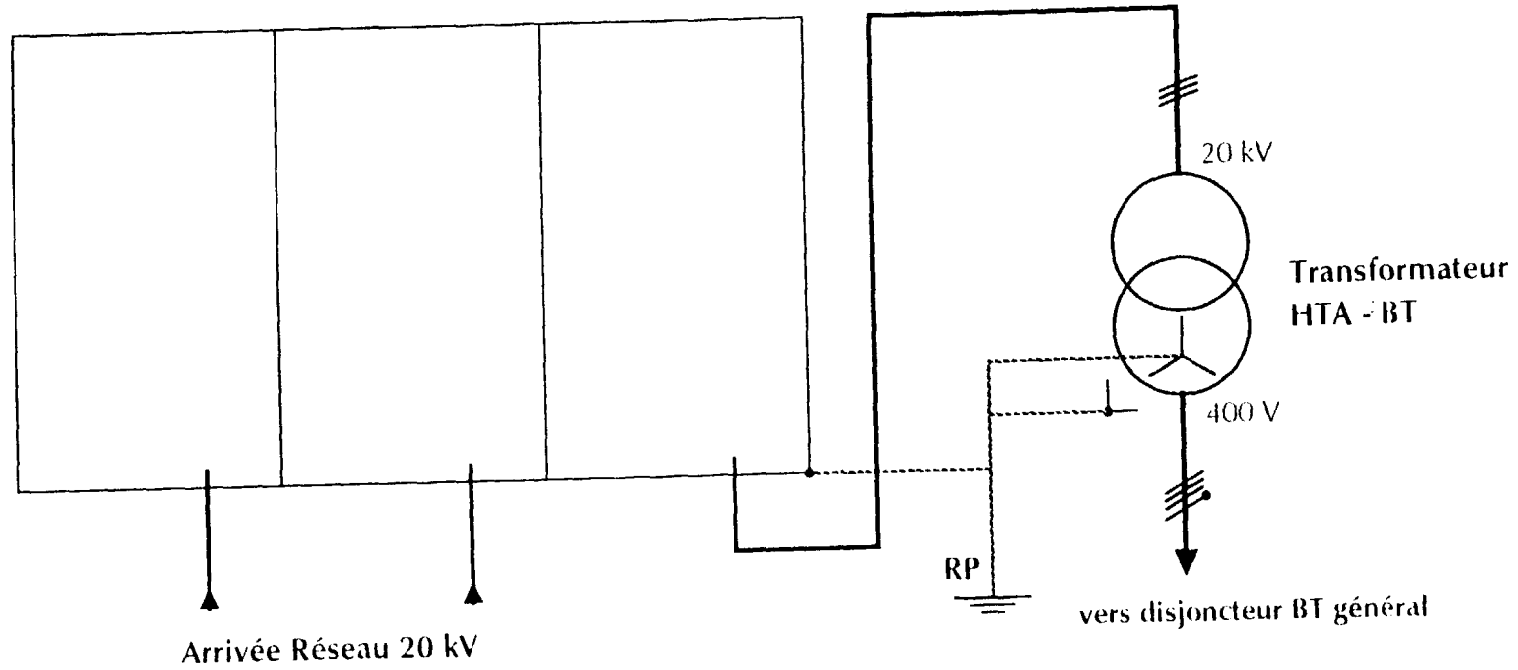 20 kV
Transformateur
HTA - BT
400 V
RP
vers disjoncteur BT général
Arrivée Réseau 20 kV